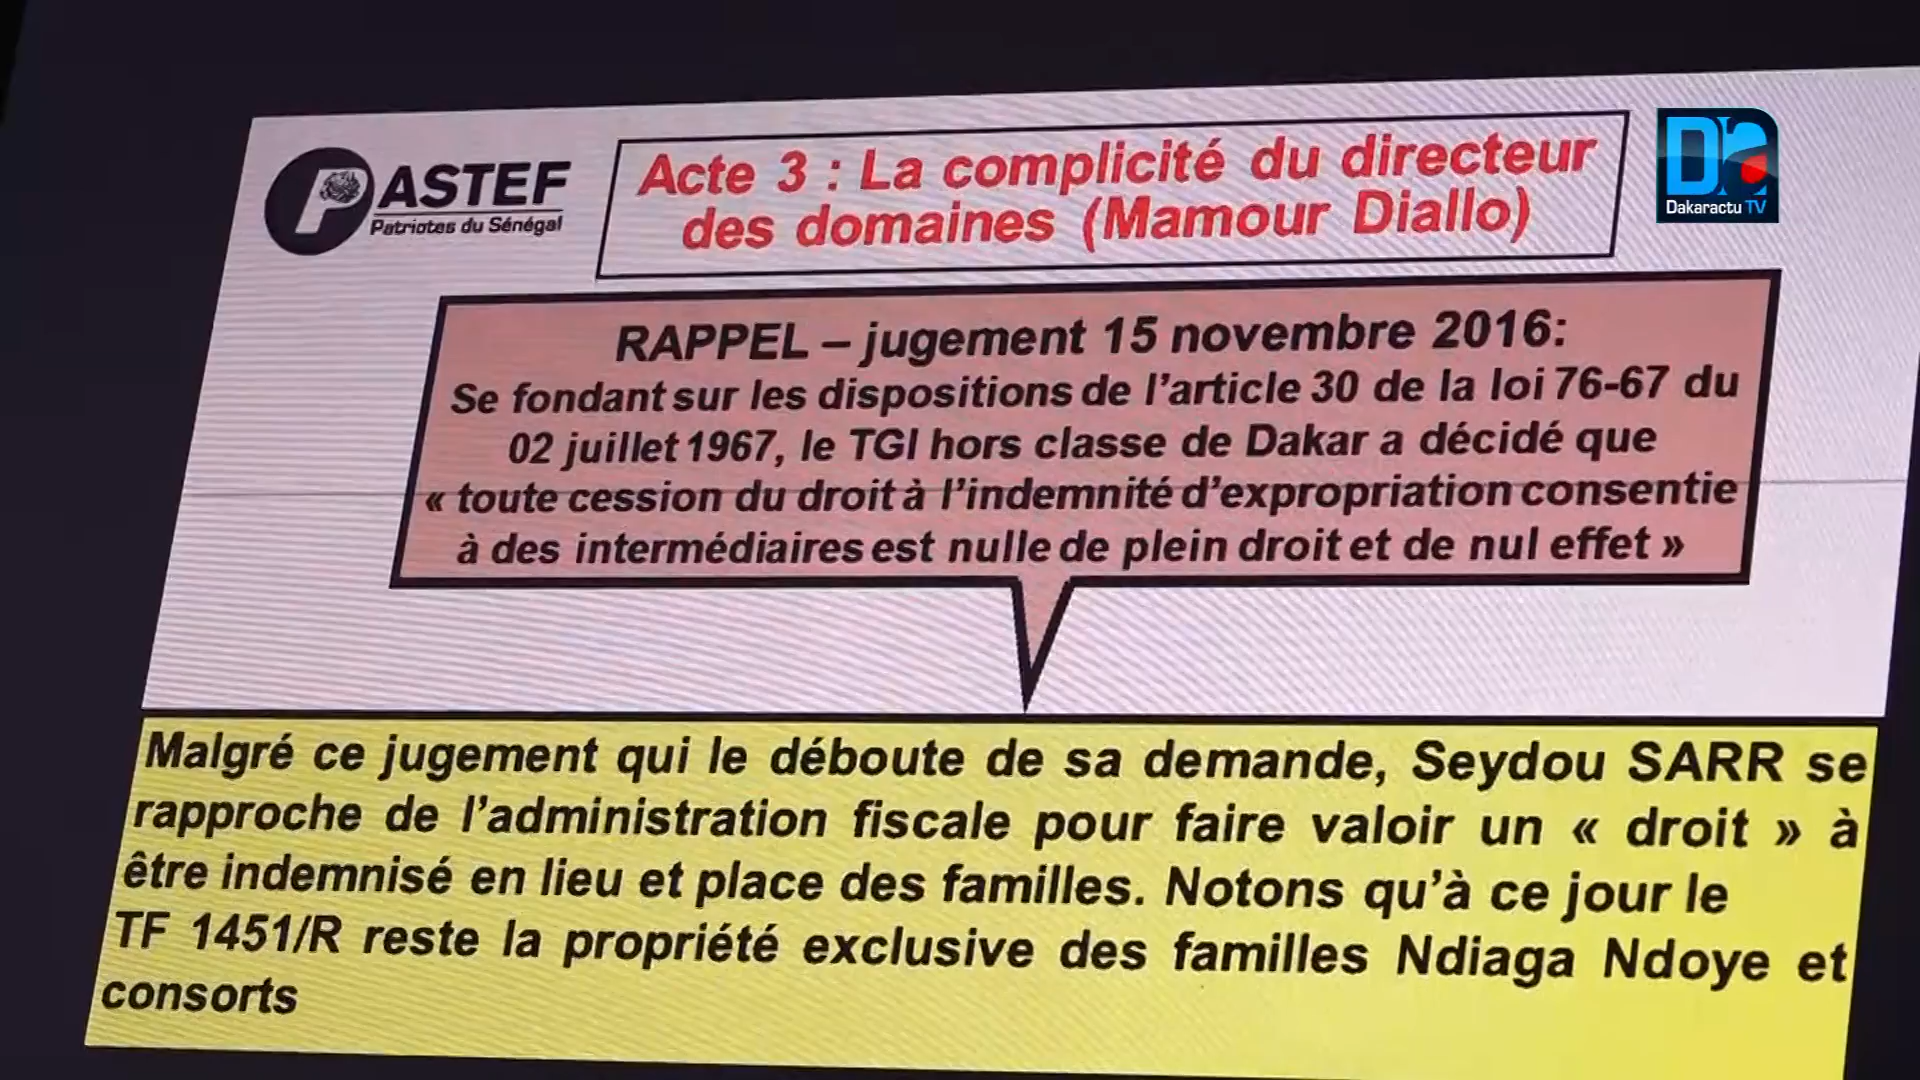 PASTEF
Patriotes du Sénégal
Acte 3 : La complicité du directeur
des domaines (Mamour Diallo)
Dakaractu TV
RAPPEL – jugement 15 novembre 2016:
Se fondant sur les dispositions de l’article 30 de la loi 76-67 du
02 juillet 1967, le TGI hors classe de Dakar a décidé que
« toute cession du droit à l’indemnité d’expropriation consentie
à des intermédiaires est nulle de plein droit et de nul effet »
Malgré ce jugement qui le déboute de sa demande, Seydou SARR se
rapproche de l’administration fiscale pour faire valoir un « droit » à
être indemnisé en lieu et place des familles. Notons qu’à ce jour le
TF 1451/R reste la propriété exclusive des familles Ndiaga Ndoye et
consorts